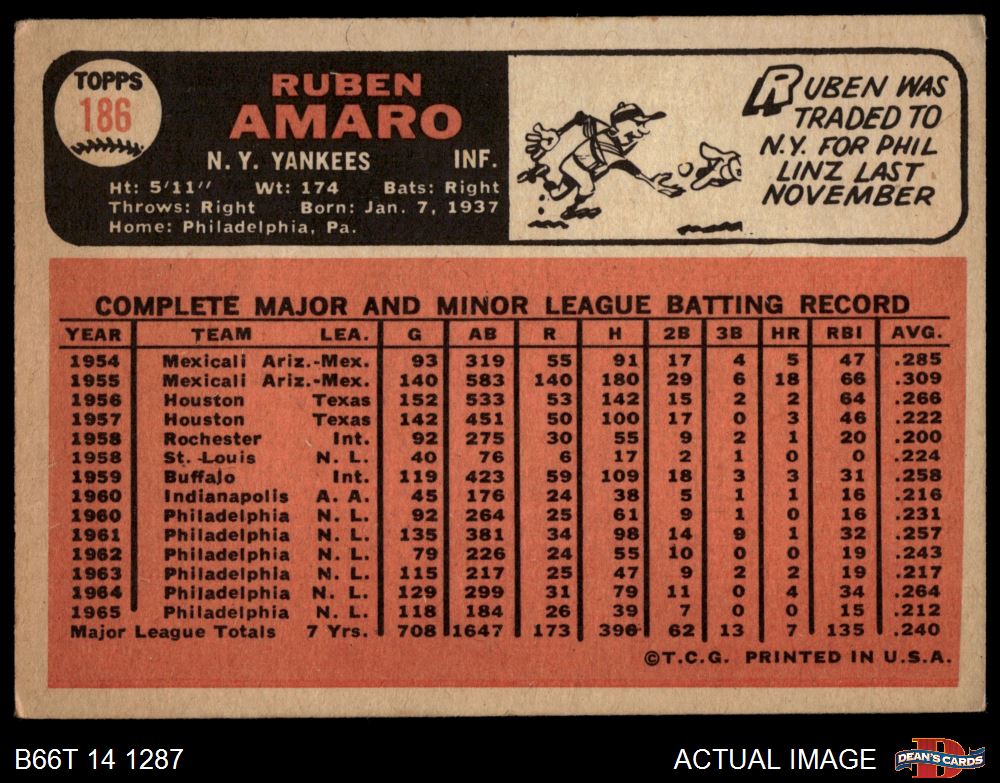 TOPPS
186
RUBEN
AMARO
N. Y. YANKEES INF.
Ht: 5'11" Wt: 174 Bats: Right
Throws: Right Born: Jan. 7, 1937
Home: Philadelphia, Pa.
RUBEN WAS
TRADED TO
N.Y. FOR PHIL
LINZ LAST
NOVEMBER
COMPLETE MAJOR AND MINOR LEAGUE BATTING RECORD
YEAR TEAM LEA. G AB R H 2B 3B HR RBI AVG.
1954 Mexicali Ariz.-Mex. 93 319 55 91 17 4 5 47 .285
1955 Mexicali Ariz.-Mex. 140 583 140 180 29 6 18 66 .309
1956 Houston Texas 152 533 53 142 15 2 2 64 .266
1957 Houston Texas 142 451 50 100 17 0 3 46 .222
1958 Rochester Int. 92 275 30 55 9 2 1 20 .200
1958 St. Louis N. L. 40 76 6 17 2 1 0 0 .224
1959 Buffalo Int. 119 423 59 109 18 3 3 31 .258
1960 Indianapolis A. A. 45 176 24 38 5 1 1 16 .216
1960 Philadelphia N. L. 92 264 25 61 9 1 0 16 .231
1961 Philadelphia N. L. 135 381 34 98 14 9 1 32 .257
1962 Philadelphia N. L. 79 226 24 55 10 0 0 19 .243
1963 Philadelphia N. L. 115 217 25 47 9 2 2 19 .217
1964 Philadelphia N. L. 129 299 31 79 11 0 4 34 .264
1965 Philadelphia N. L. 118 184 26 39 7 0 0 15 .212
Major League Totals 7 Yrs. 708 1647 173 396 62 13 7 135 .240
©T.C.G. PRINTED IN U.S.A.
B66T 14 1287 ACTUAL IMAGE D DEAN'S CARDS